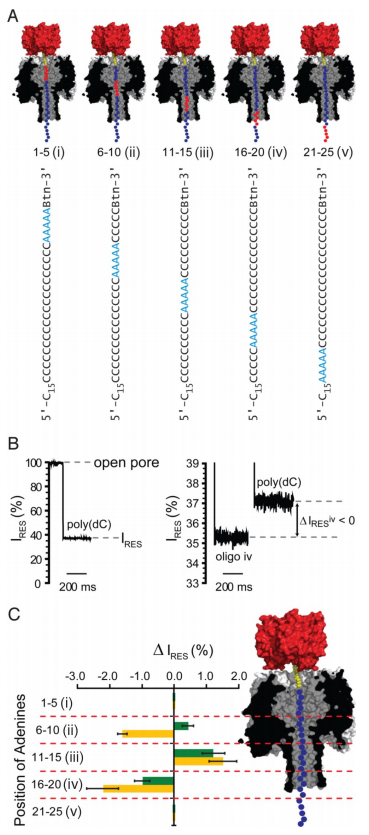 A
1-5 (i) 6-10 (ii) 11-15 (iii) 16-20 (iv) 21-25 (v)
5'-C15CCCCCCCCCCCCCCCCCCCCAAAAABtn-3'
5'-C15CCCCCCCCCCCCCCCAAAAACCCCCBtn-3'
5'-C15CCCCCCCCCCAAAAACCCCCCCCCCBtn-3'
5'-C15CCCCCAAAAACCCCCCCCCCCCCCCBtn-3'
5'-C15AAAAACCCCCCCCCCCCCCCCCCCCBtn-3'
B
IRES (%)
100
80
60
40
20
0
open pore
poly(dC)
IRES
200 ms
IRES (%)
39
38
37
36
35
34
33
poly(dC)
ΔIRESiv < 0
oligo iv
200 ms
C
Δ IRES(%)
-3.0 -2.0 -1.0 0.0 1.0 2.0
Position of Adenines
1-5 (i)
6-10 (ii)
11-15 (iii)
16-20 (iv)
21-25 (v)